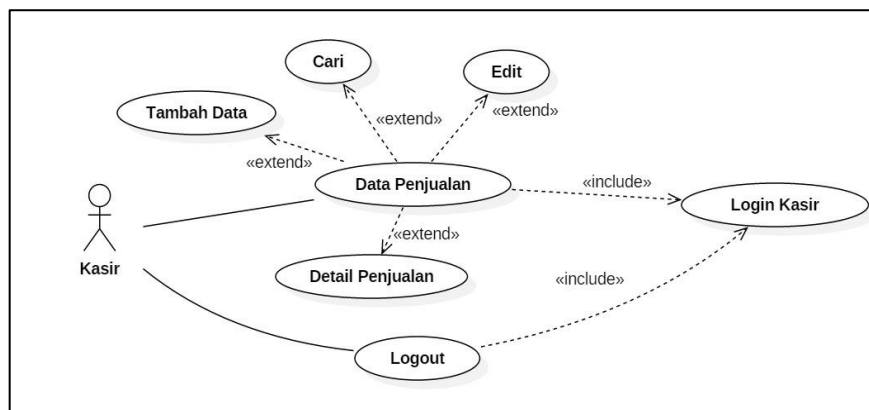 Cari
Edit
Tambah Data
«extend»
«extend»
«extend»
Data Penjualan
«include»
Login Kasir
«extend»
Kasir
Detail Penjualan
«include»
Logout